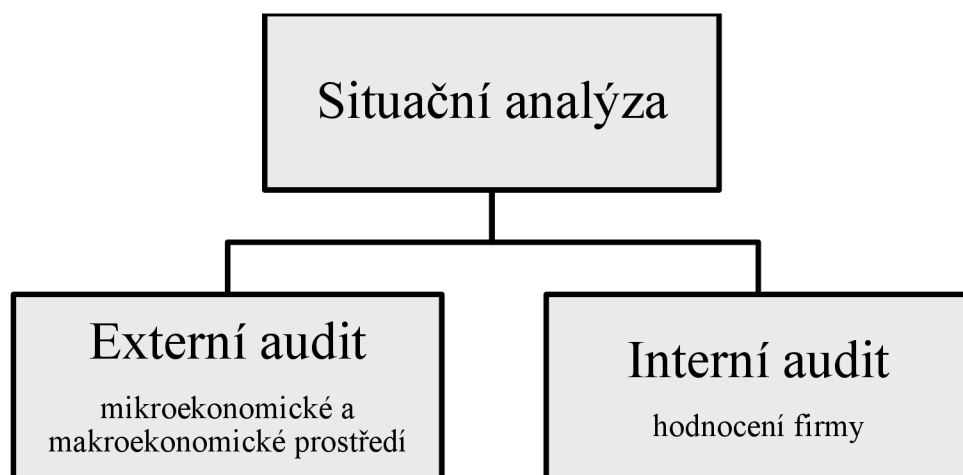 Situační analýza
Externí audit
mikroekonomické a
makroekonomické prostředí
Interní audit
hodnocení firmy